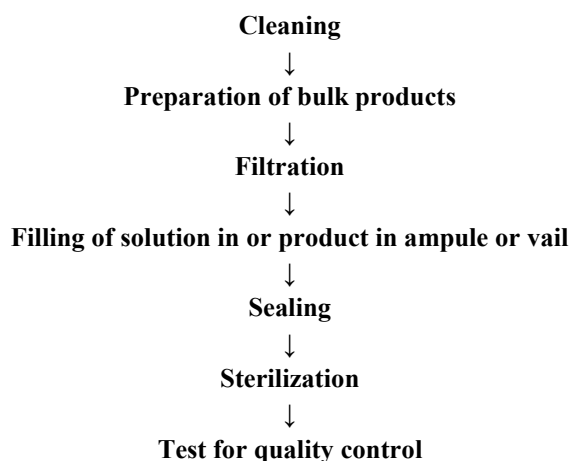 Cleaning
↓
Preparation of bulk products
↓
Filtration
↓
Filling of solution in or product in ampule or vail
↓
Sealing
↓
Sterilization
↓
Test for quality control